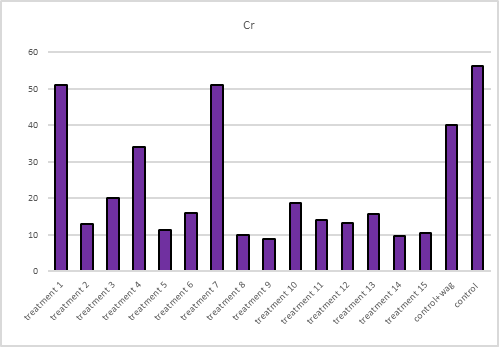 Cr
60
50
40
30
20
10
0
treatment 1
treatment 2
treatment 3
treatment 4
treatment 5
treatment 6
treatment 7
treatment 8
treatment 9
treatment 10
treatment 11
treatment 12
treatment 13
treatment 14
treatment 15
control+wag
control